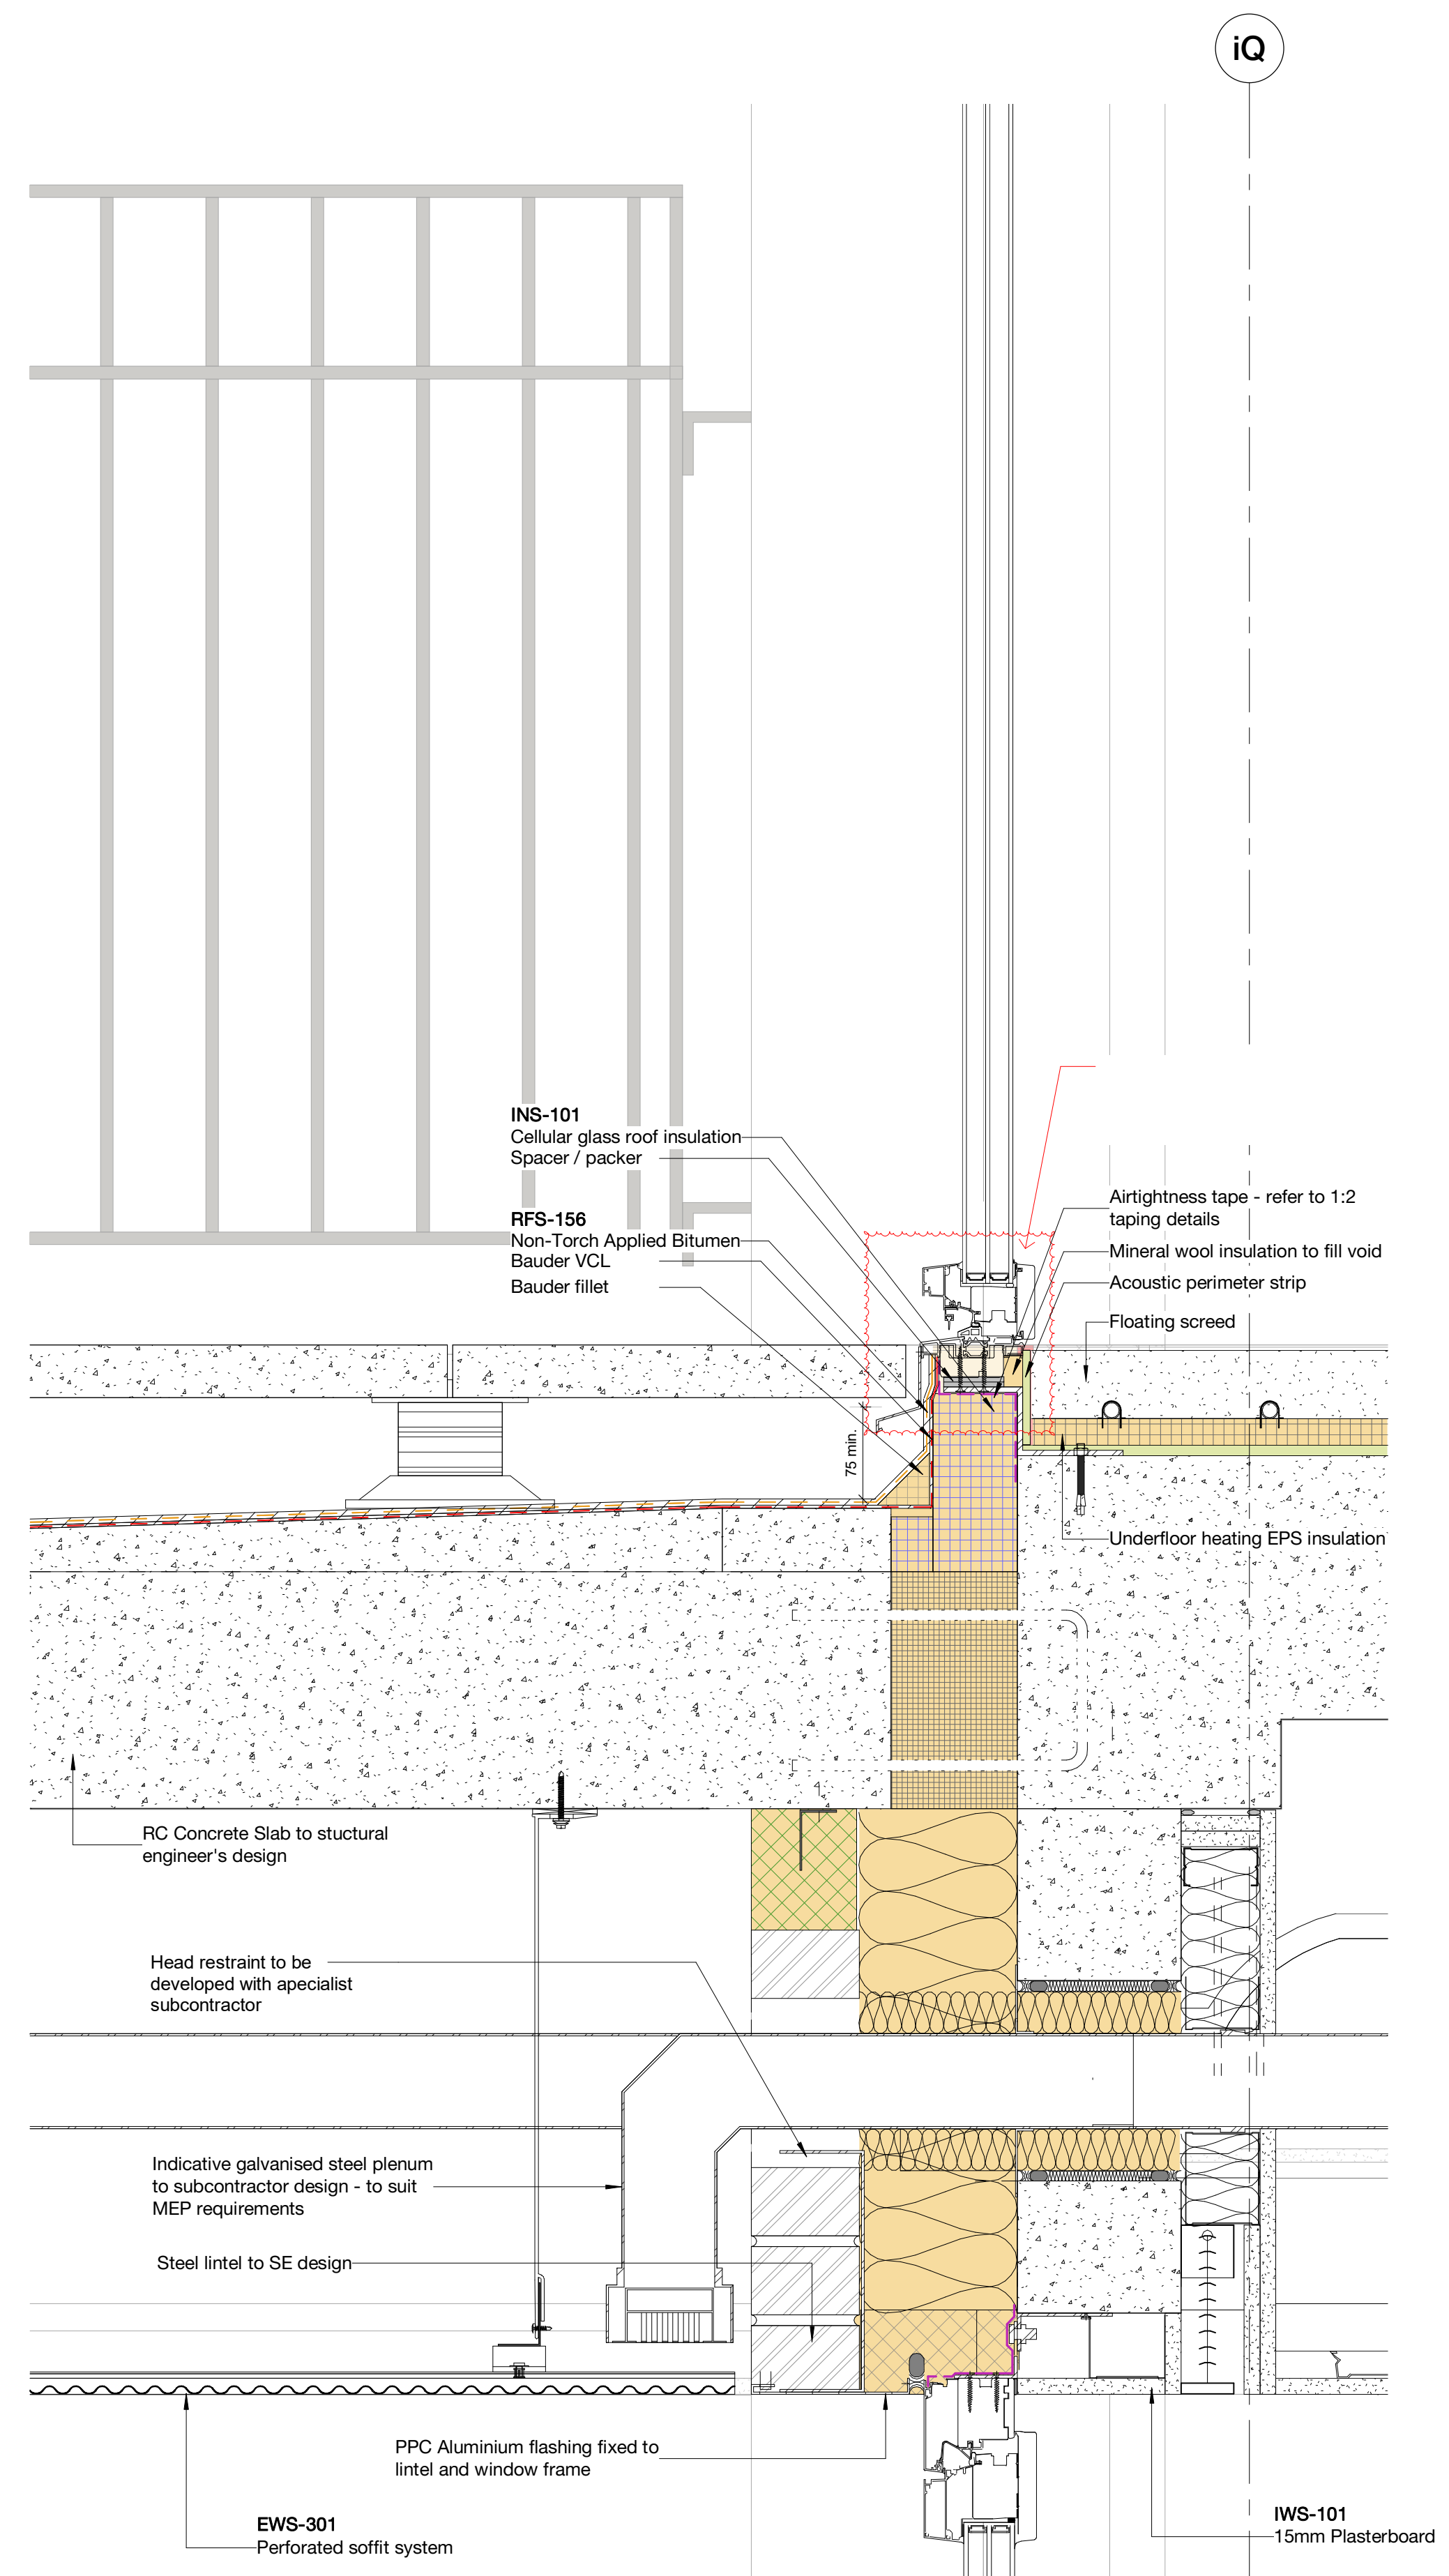 iQ
INS-101
Cellular glass roof insulation
Spacer / packer
RFS-156
Non-Torch Applied Bitumen
Bauder VCL
Bauder fillet
Airtightness tape - refer to 1:2
taping details
Mineral wool insulation to fill void
Acoustic perimeter strip
Floating screed
75 min.
Underfloor heating EPS insulation
RC Concrete Slab to stuctural
engineer's design
Head restraint to be
developed with apecialist
subcontractor
Indicative galvanised steel plenum
to subcontractor design - to suit
MEP requirements
Steel lintel to SE design
PPC Aluminium flashing fixed to
lintel and window frame
EWS-301
Perforated soffit system
IWS-101
15mm Plasterboard